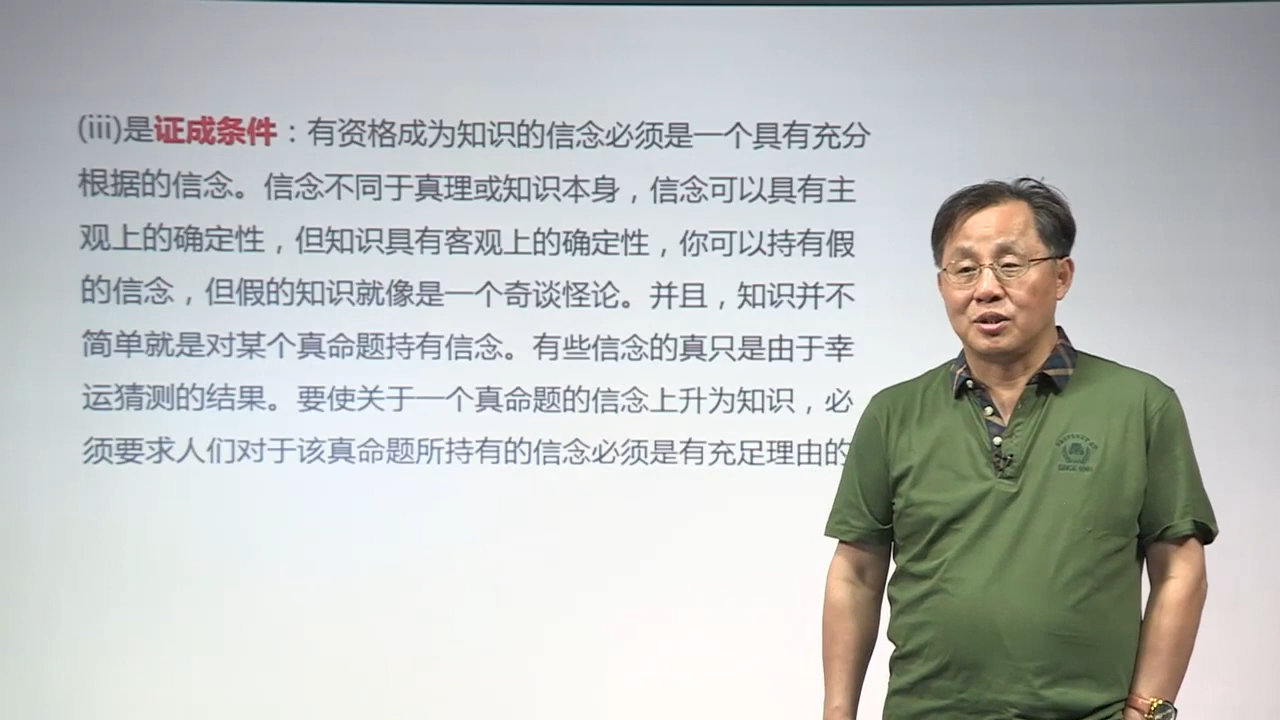 (iii)是证成条件：有资格成为知识的信念必须是一个具有充分
根据的信念。信念不同于真理或知识本身，信念可以具有主
观上的确定性，但知识具有客观上的确定性，你可以持有假
的信念，但假的知识就像是一个奇谈怪论。并且，知识并不
简单就是对某个真命题持有信念。有些信念的真只是由于幸
运猜测的结果。要使关于一个真命题的信念上升为知识，必
须要求人们对于该真命题所持有的信念必须是有充足理由的